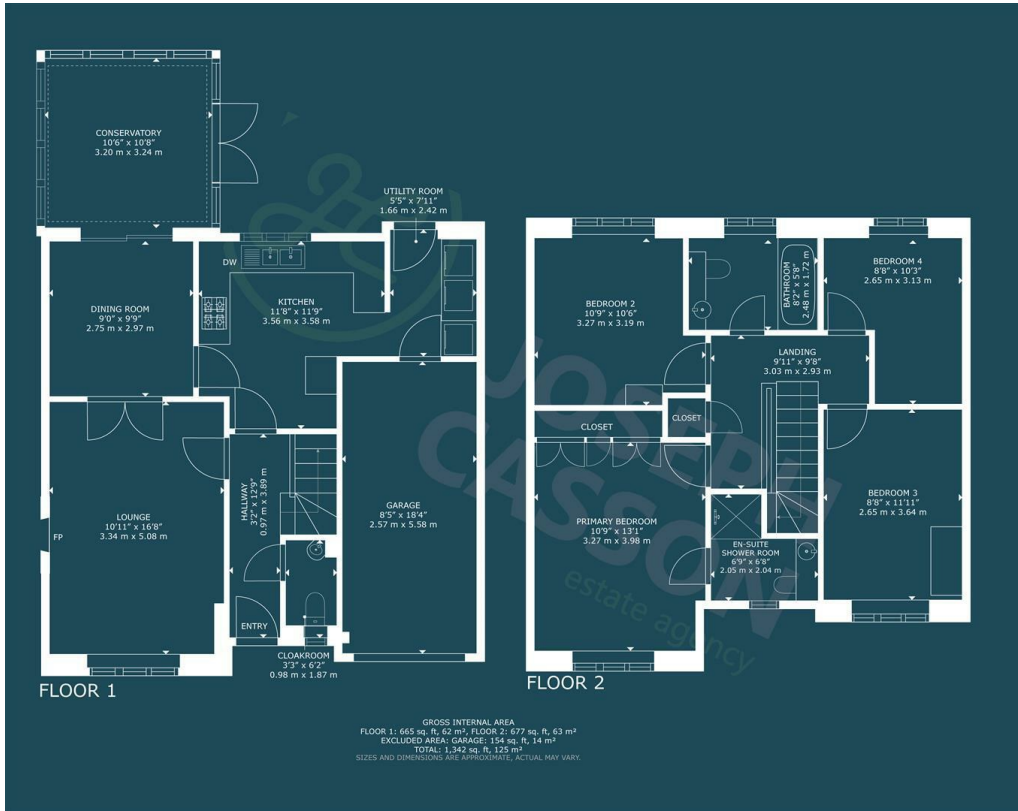 CONSERVATORY
10'6" x 10'8"
3.20 m x 3.24 m
UTILITY ROOM
5'5" x 7'11"
1.66 m x 2.42 m
DW
KITCHEN
11'8" x 11'9"
3.56 m x 3.58 m
DINING ROOM
9'0" x 9'9"
2.75 m x 2.97 m
HALLWAY
3'2" x 12'9"
0.97 m x 3.89 m
LOUNGE
10'11" x 16'8"
3.34 m x 5.08 m
FP
GARAGE
8'5" x 18'4"
2.57 m x 5.58 m
ENTRY
CLOAKROOM
3'3" x 6'2"
0.98 m x 1.87 m
FLOOR 1
BEDROOM 2
10'9" x 10'6"
3.27 m x 3.19 m
BATHROOM
8'2" x 5'8"
2.48 m x 1.72 m
BEDROOM 4
8'8" x 10'3"
2.65 m x 3.13 m
LANDING
9'11" x 9'8"
3.03 m x 2.93 m
CLOSET
CLOSET
PRIMARY BEDROOM
10'9" x 13'1"
3.27 m x 3.98 m
BEDROOM 3
8'8" x 11'11"
2.65 m x 3.64 m
EN-SUITE
SHOWER ROOM
6'9" x 6'8"
2.05 m x 2.04 m
FLOOR 2
JOSEPH
CASSON
estate agency
GROSS INTERNAL AREA
FLOOR 1: 665 sq. ft, 62 m², FLOOR 2: 677 sq. ft, 63 m²
EXCLUDED AREA: GARAGE: 154 sq. ft, 14 m²
TOTAL: 1,342 sq. ft, 125 m²
SIZES AND DIMENSIONS ARE APPROXIMATE, ACTUAL MAY VARY.